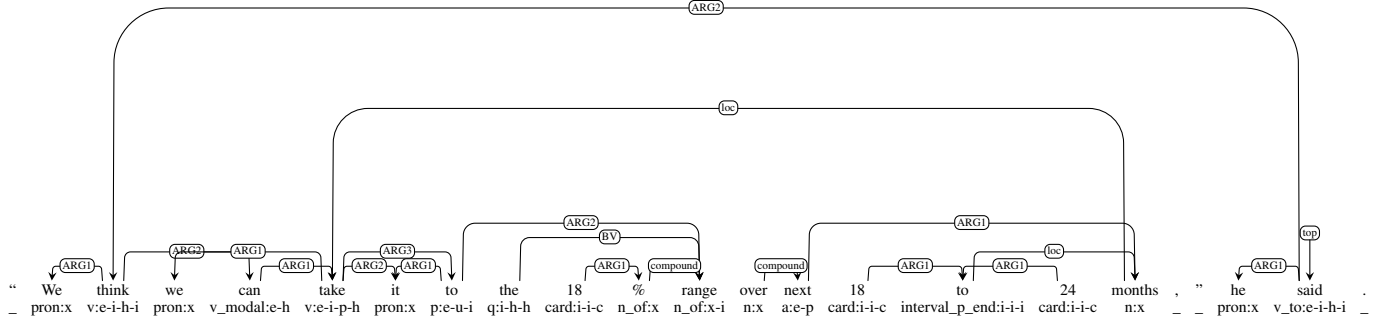 ARG2
loc
ARG2 ARG1
BV top
ARG2 ARG1 ARG3 loc
ARG1 ARG1 ARG2 ARG1 ARG1 compound compound ARG1 ARG1 ARG1
“ We think we can take it to the 18 % range over next 18 to 24 months , ” he said .
_ pron:x v:e-i-h-i pron:x v_modal:e-h v:e-i-p-h pron:x p:e-u-i q:i-h-h card:i-i-c n_of:x n_of:x-i n:x a:e-p card:i-i-c interval_p_end:i-i-i card:i-i-c n:x _ _ pron:x v_to:e-i-h-i _